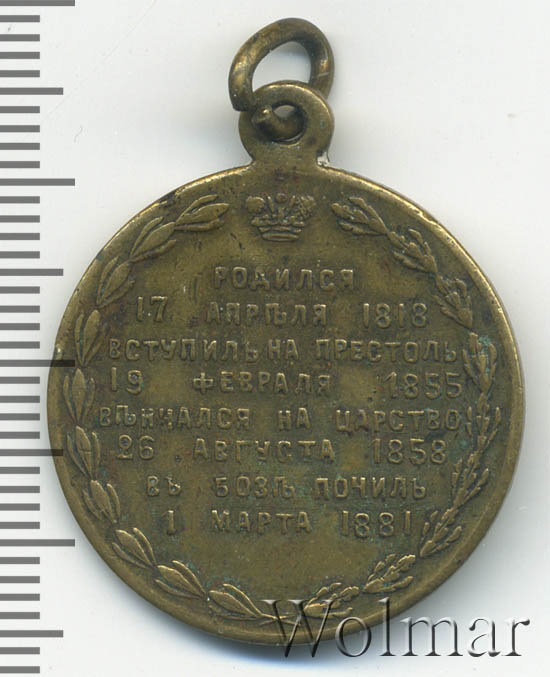 РОДИЛСЯ
17 АПРѢЛЯ 1818
ВСТУПИЛЪ НА ПРЕСТОЛЪ
19 ФЕВРАЛЯ 1855
ВѢНЧАЛСЯ НА ЦАРСТВО
26 АВГУСТА 1858
ВЪ БОЗѢ ПОЧИЛЪ
1 МАРТА 1881
Wolmar